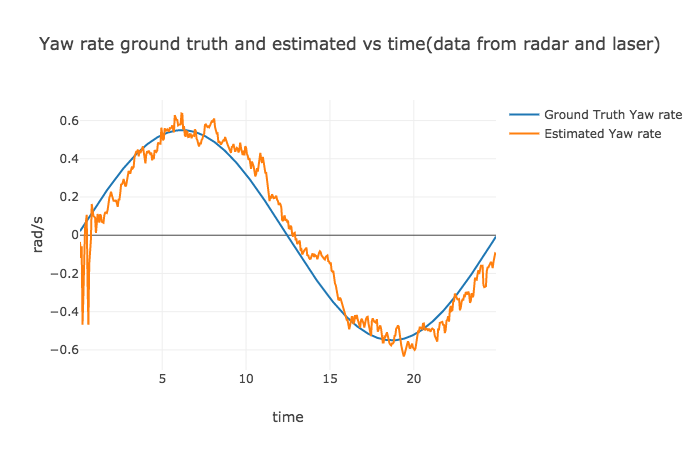 Yaw rate ground truth and estimated vs time(data from radar and laser)
Ground Truth Yaw rate
Estimated Yaw rate
0.6
0.4
0.2
0
−0.2
−0.4
−0.6
rad/s
5 10 15 20
time